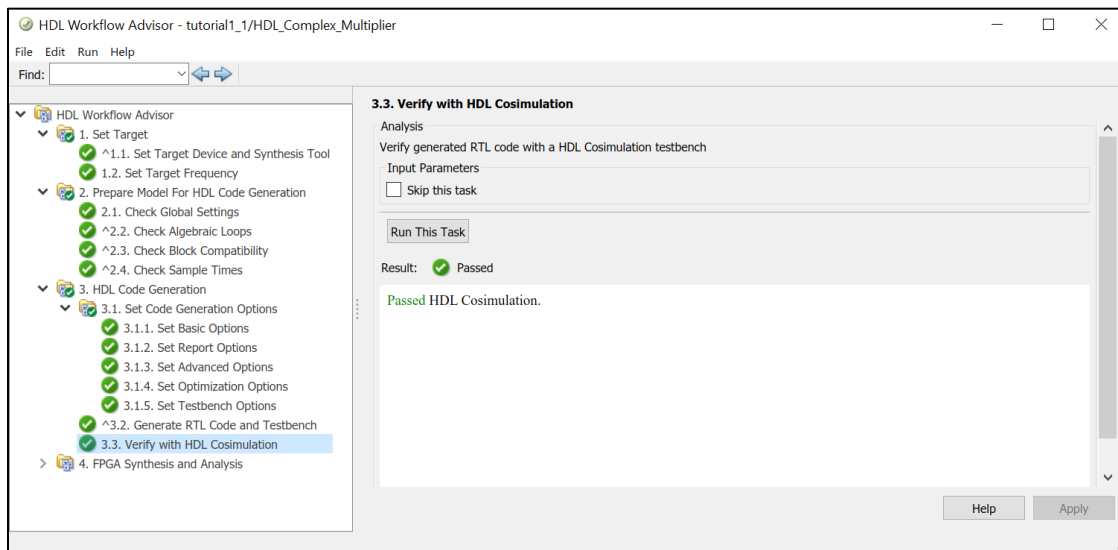 HDL Workflow Advisor - tutorial1_1/HDL_Complex_Multiplier
File Edit Run Help
Find:
HDL Workflow Advisor
1. Set Target
^1.1. Set Target Device and Synthesis Tool
1.2. Set Target Frequency
2. Prepare Model For HDL Code Generation
2.1. Check Global Settings
^2.2. Check Algebraic Loops
^2.3. Check Block Compatibility
^2.4. Check Sample Times
3. HDL Code Generation
3.1. Set Code Generation Options
3.1.1. Set Basic Options
3.1.2. Set Report Options
3.1.3. Set Advanced Options
3.1.4. Set Optimization Options
3.1.5. Set Testbench Options
^3.2. Generate RTL Code and Testbench
3.3. Verify with HDL Cosimulation
4. FPGA Synthesis and Analysis
3.3. Verify with HDL Cosimulation
Analysis
Verify generated RTL code with a HDL Cosimulation testbench
Input Parameters
Skip this task
Run This Task
Result: Passed
Passed HDL Cosimulation.
Help Apply